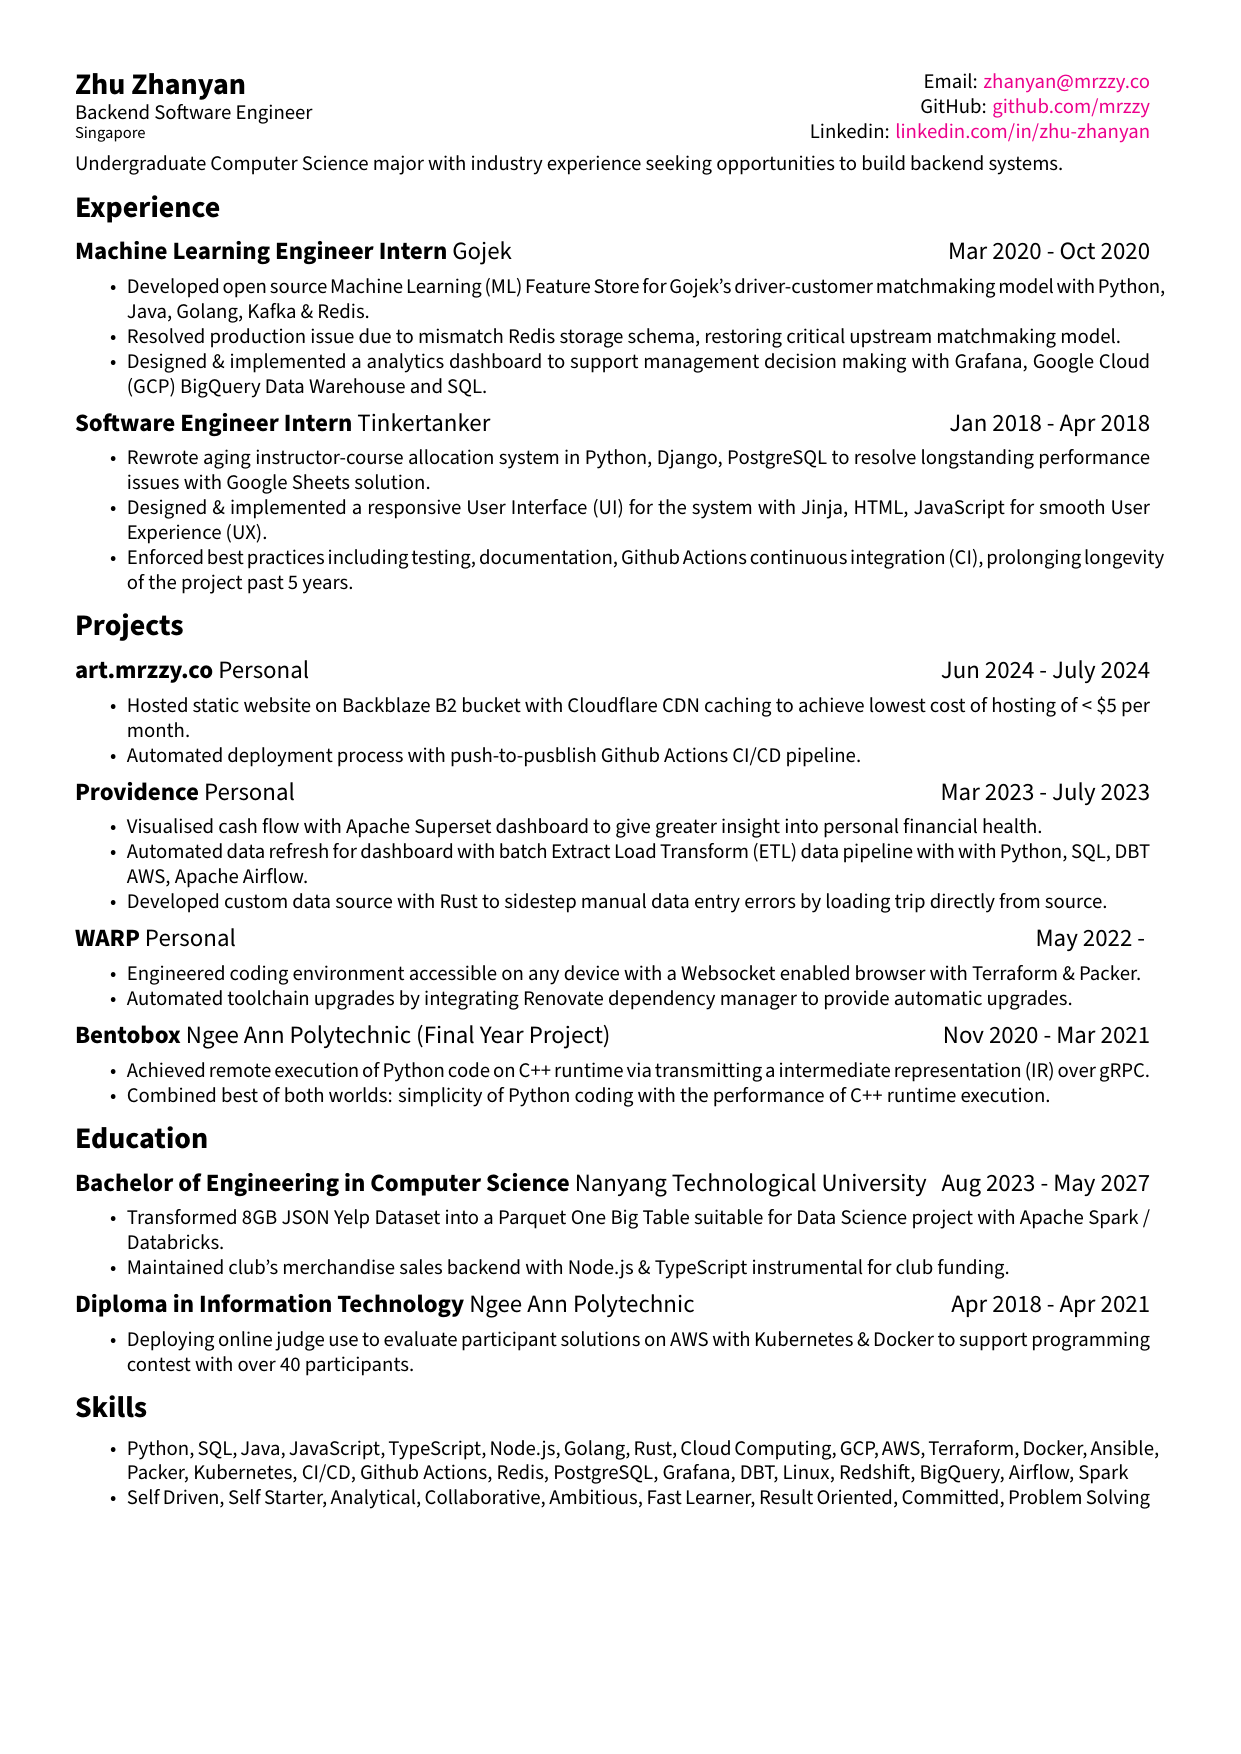 Zhu Zhanyan
Backend Software Engineer
Singapore
Email: zhanyan@mrzzy.co
GitHub: github.com/mrzzy
Linkedin: linkedin.com/in/zhu-zhanyan
Undergraduate Computer Science major with industry experience seeking opportunities to build backend systems.
Experience
Machine Learning Engineer Intern Gojek Mar 2020 - Oct 2020
• Developed open source Machine Learning (ML) Feature Store for Gojek’s driver-customer matchmaking model with Python,
Java, Golang, Kafka & Redis.
• Resolved production issue due to mismatch Redis storage schema, restoring critical upstream matchmaking model.
• Designed & implemented a analytics dashboard to support management decision making with Grafana, Google Cloud
(GCP) BigQuery Data Warehouse and SQL.
Software Engineer Intern Tinkertanker Jan 2018 - Apr 2018
• Rewrote aging instructor-course allocation system in Python, Django, PostgreSQL to resolve longstanding performance
issues with Google Sheets solution.
• Designed & implemented a responsive User Interface (UI) for the system with Jinja, HTML, JavaScript for smooth User
Experience (UX).
• Enforced best practices including testing, documentation, Github Actions continuous integration (CI), prolonging longevity
of the project past 5 years.
Projects
art.mrzzy.co Personal Jun 2024 - July 2024
• Hosted static website on Backblaze B2 bucket with Cloudflare CDN caching to achieve lowest cost of hosting of < $5 per
month.
• Automated deployment process with push-to-pusblish Github Actions CI/CD pipeline.
Providence Personal Mar 2023 - July 2023
• Visualised cash flow with Apache Superset dashboard to give greater insight into personal financial health.
• Automated data refresh for dashboard with batch Extract Load Transform (ETL) data pipeline with with Python, SQL, DBT
AWS, Apache Airflow.
• Developed custom data source with Rust to sidestep manual data entry errors by loading trip directly from source.
WARP Personal May 2022 -
• Engineered coding environment accessible on any device with a Websocket enabled browser with Terraform & Packer.
• Automated toolchain upgrades by integrating Renovate dependency manager to provide automatic upgrades.
Bentobox Ngee Ann Polytechnic (Final Year Project) Nov 2020 - Mar 2021
• Achieved remote execution of Python code on C++ runtime via transmitting a intermediate representation (IR) over gRPC.
• Combined best of both worlds: simplicity of Python coding with the performance of C++ runtime execution.
Education
Bachelor of Engineering in Computer Science Nanyang Technological University Aug 2023 - May 2027
• Transformed 8GB JSON Yelp Dataset into a Parquet One Big Table suitable for Data Science project with Apache Spark /
Databricks.
• Maintained club’s merchandise sales backend with Node.js & TypeScript instrumental for club funding.
Diploma in Information Technology Ngee Ann Polytechnic Apr 2018 - Apr 2021
• Deploying online judge use to evaluate participant solutions on AWS with Kubernetes & Docker to support programming
contest with over 40 participants.
Skills
• Python, SQL, Java, JavaScript, TypeScript, Node.js, Golang, Rust, Cloud Computing, GCP, AWS, Terraform, Docker, Ansible,
Packer, Kubernetes, CI/CD, Github Actions, Redis, PostgreSQL, Grafana, DBT, Linux, Redshift, BigQuery, Airflow, Spark
• Self Driven, Self Starter, Analytical, Collaborative, Ambitious, Fast Learner, Result Oriented, Committed, Problem Solving